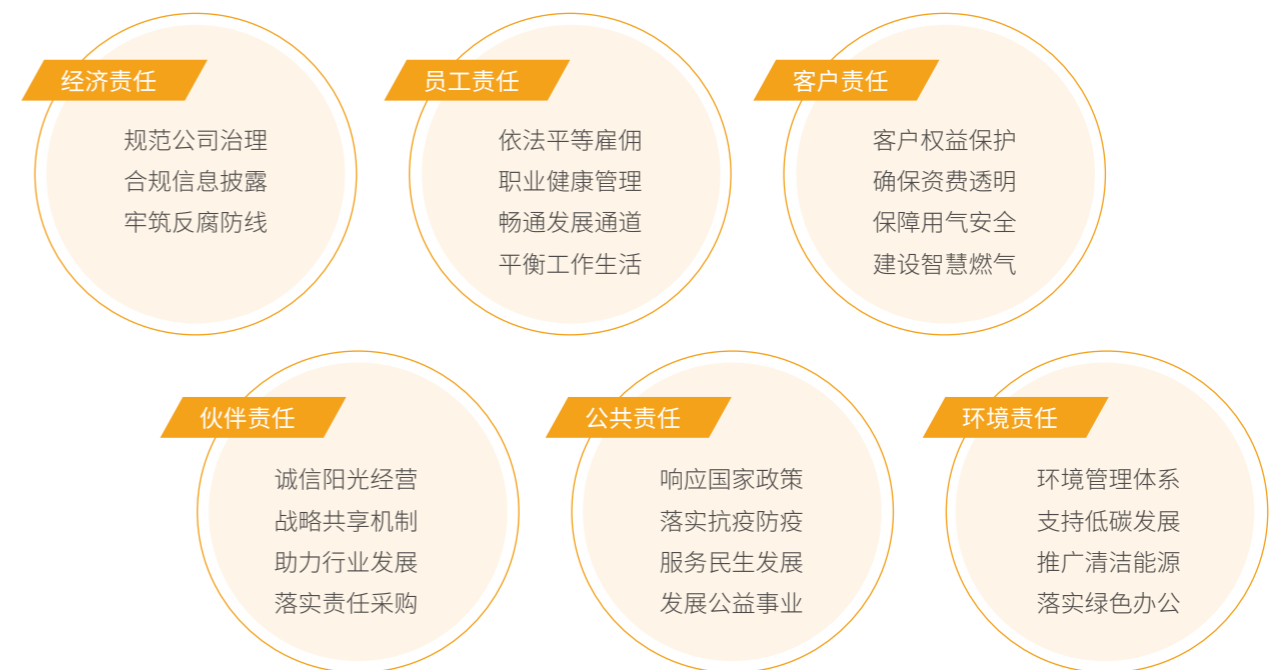 经济责任
规范公司治理
合规信息披露
牢筑反腐防线
员工责任
依法平等雇佣
职业健康管理
畅通发展通道
平衡工作生活
客户责任
客户权益保护
确保资费透明
保障用气安全
建设智慧燃气
伙伴责任
诚信阳光经营
战略共享机制
助力行业发展
落实责任采购
公共责任
响应国家政策
落实抗疫防疫
服务民生发展
发展公益事业
环境责任
环境管理体系
支持低碳发展
推广清洁能源
落实绿色办公